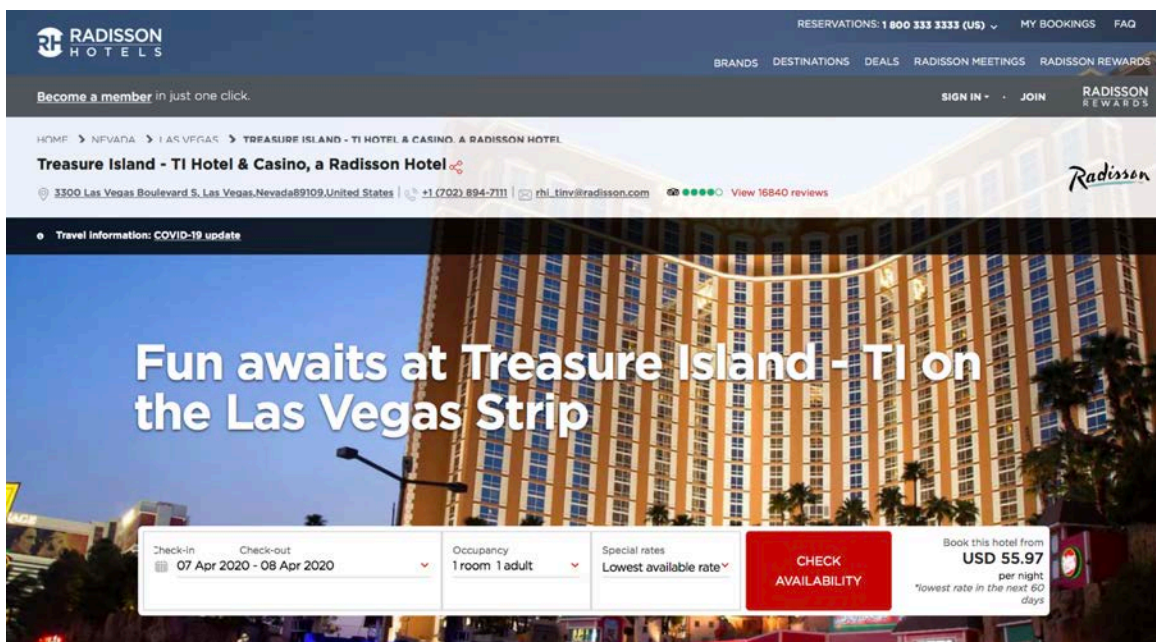 RADISSON
HOTELS
RESERVATIONS: 1 800 333 3333 (US)
MY BOOKINGS
FAQ
BRANDS
DESTINATIONS
DEALS
RADISSON MEETINGS
RADISSON REWARDS
Become a member in just one click.
SIGN IN
JOIN
RADISSON
REWARDS
HOME > NEVADA > LAS VEGAS > TREASURE ISLAND - TI HOTEL & CASINO, A RADISSON HOTEL
Treasure Island - TI Hotel & Casino, a Radisson Hotel
3300 Las Vegas Boulevard S, Las Vegas,Nevada89109,United States | +1 (702) 894-7111 | rhi_tinv@radisson.com View 16840 reviews
Radisson
Travel information: COVID-19 update
Fun awaits at Treasure Island - TI on
the Las Vegas Strip
Check-in
Check-out
07 Apr 2020 - 08 Apr 2020
Occupancy
1 room 1 adult
Special rates
Lowest available rate
CHECK
AVAILABILITY
Book this hotel from
USD 55.97
per night
*lowest rate in the next 60
days